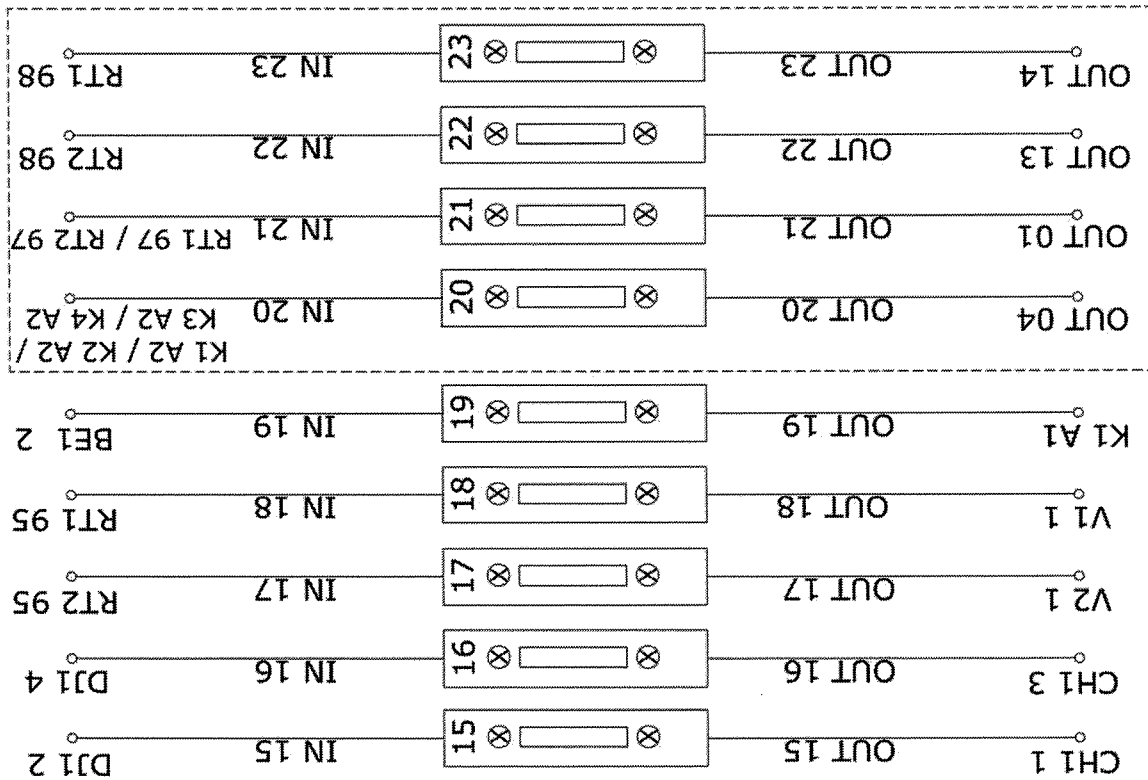 CH1 1 OUT 15 15 IN 15 DJ1 2
CH1 3 OUT 16 16 IN 16 DJ1 4
V2 1 OUT 17 17 IN 17 RT2 95
V1 1 OUT 18 18 IN 18 RT1 95
K1 A1 OUT 19 19 IN 19 BE1 2
K1 A2 / K2 A2 /
OUT 04 OUT 20 20 IN 20 K3 A2 / K4 A2
OUT 01 OUT 21 21 IN 21 RT1 97 / RT2 97
OUT 13 OUT 22 22 IN 22 RT2 98
OUT 14 OUT 23 23 IN 23 RT1 98